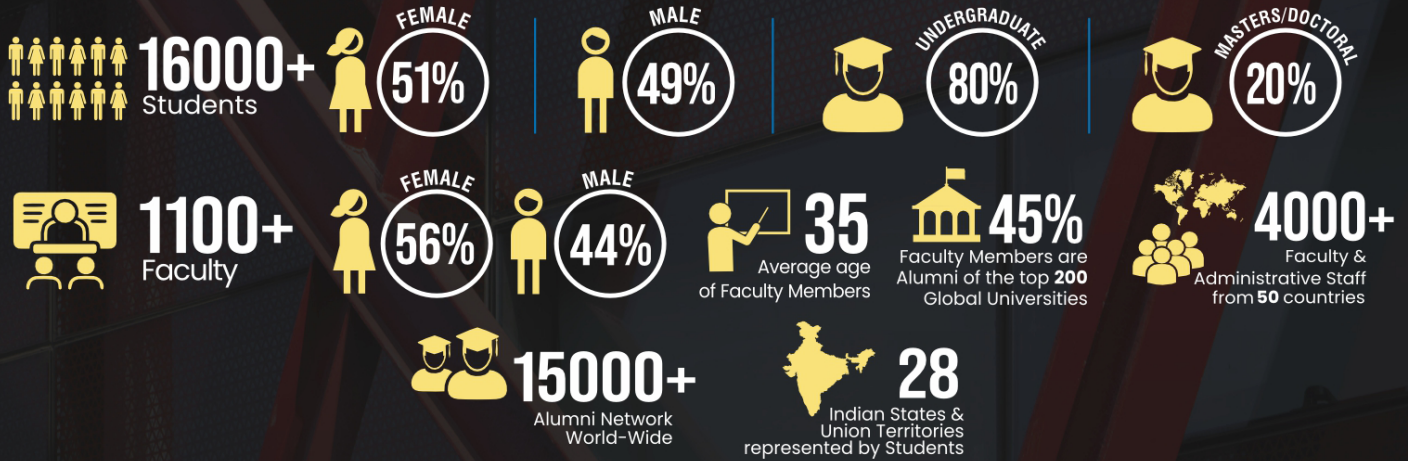 16000+
Students
FEMALE
51%
MALE
49%
UNDERGRADUATE
80%
MASTERS/DOCTORAL
20%
1100+
Faculty
FEMALE
56%
MALE
44%
35
Average age
of Faculty Members
45%
Faculty Members are
Alumni of the top 200
Global Universities
4000+
Faculty &
Administrative Staff
from 50 countries
15000+
Alumni Network
World-Wide
28
Indian States &
Union Territories
represented by Students